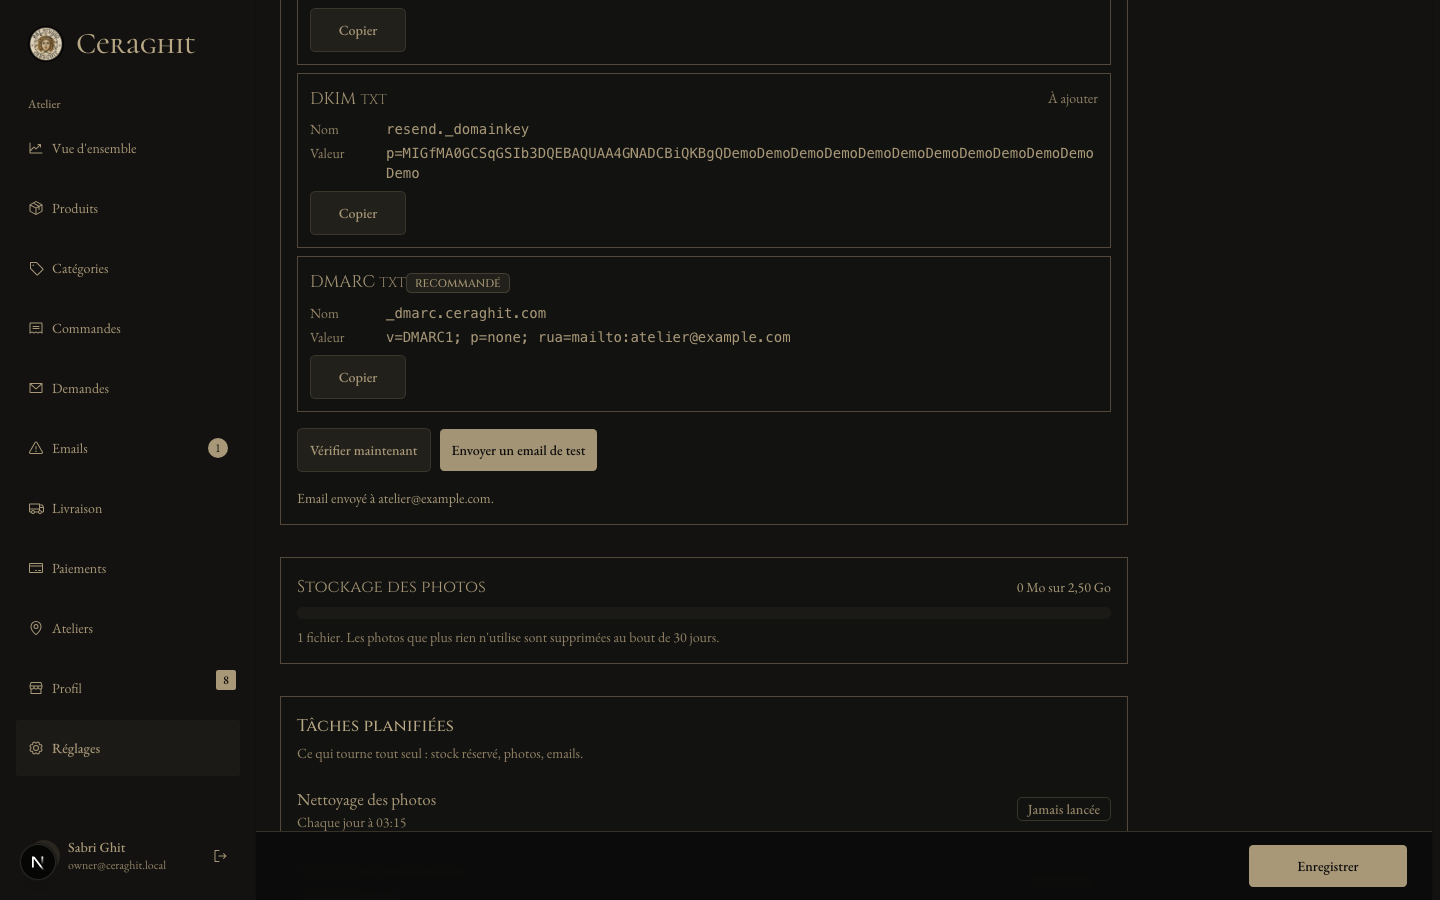 Ceraghit
Atelier
Vue d'ensemble
Produits
Catégories
Commandes
Demandes
Emails 1
Livraison
Paiements
Ateliers
Profil 8
Réglages
Sabri Ghit
owner@ceraghit.local
N
Copier
DKIM TXT À ajouter
Nom resend._domainkey
Valeur p=MIGfMA0GCSqGSIb3DQEBAQUAA4GNADCBiQKBgQDemoDemoDemoDemoDemoDemoDemoDemoDemoDemoDemo
Demo
Copier
DMARC TXT RECOMMANDÉ
Nom _dmarc.ceraghit.com
Valeur v=DMARC1; p=none; rua=mailto:atelier@example.com
Copier
Vérifier maintenant Envoyer un email de test
Email envoyé à atelier@example.com.
Stockage des photos 0 Mo sur 2,50 Go
1 fichier. Les photos que plus rien n'utilise sont supprimées au bout de 30 jours.
Tâches planifiées
Ce qui tourne tout seul : stock réservé, photos, emails.
Nettoyage des photos Jamais lancée
Chaque jour à 03:15
Enregistrer